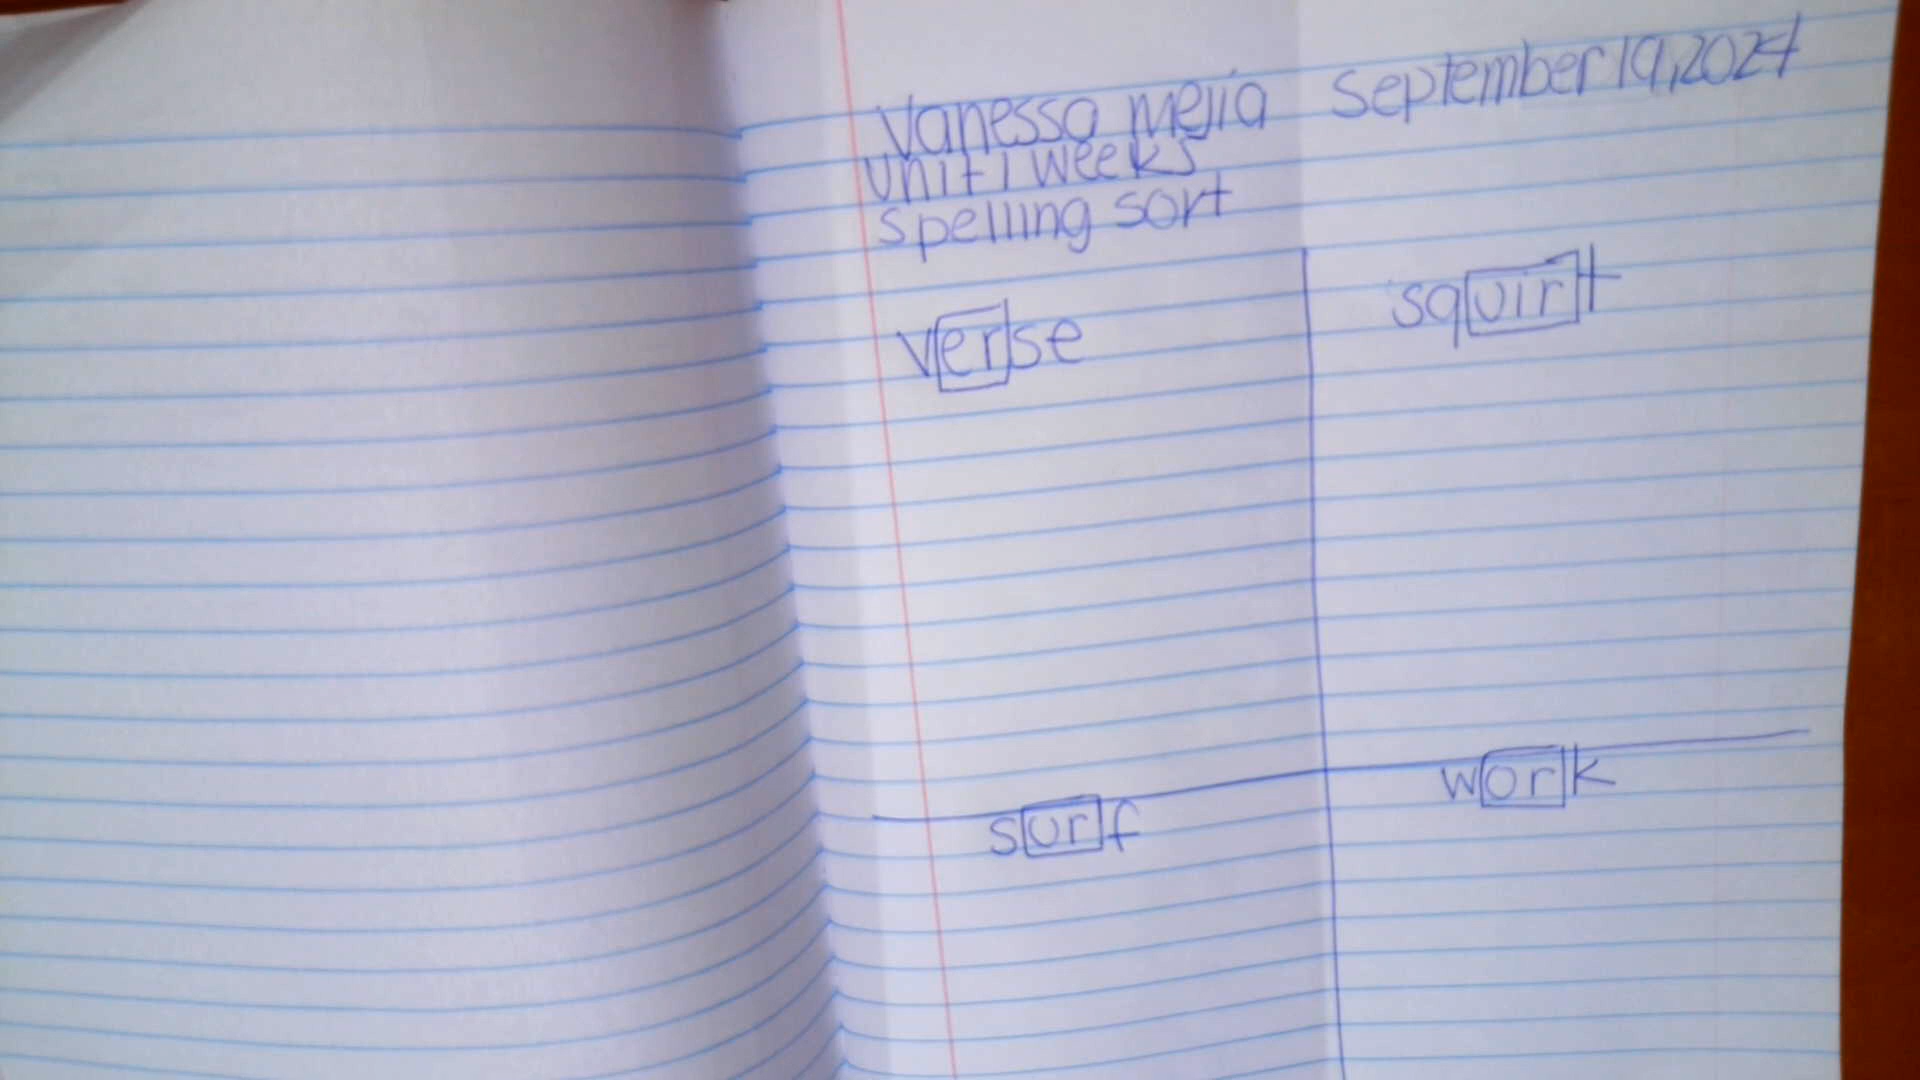 Vanessa mejia September 19, 2024
Unit 1 week 5
spelling sort
verse squirt
surf work